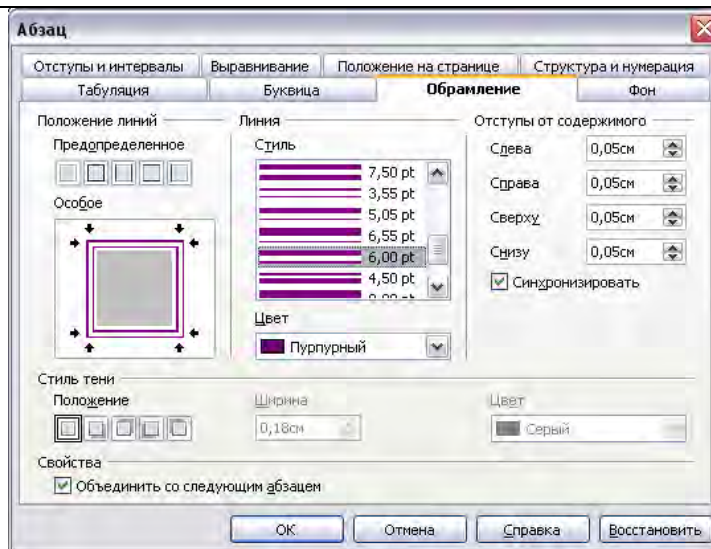 Абзац
Отступы и интервалы Выравнивание Положение на странице Структура и нумерация
Табуляция Буквица Обрамление Фон
Положение линий Линия Отступы от содержимого
Предопределенное Стиль Слева 0,05см
7,50 pt
3,55 pt Справа 0,05см
Особое 5,05 pt
6,55 pt Сверху 0,05см
6,00 pt Снизу 0,05см
4,50 pt Синхронизировать
Цвет
Пурпурный
Стиль тени
Положение Ширина Цвет
0,18см Серый
Свойства
Объединить со следующим абзацем
ОК Отмена Справка Восстановить